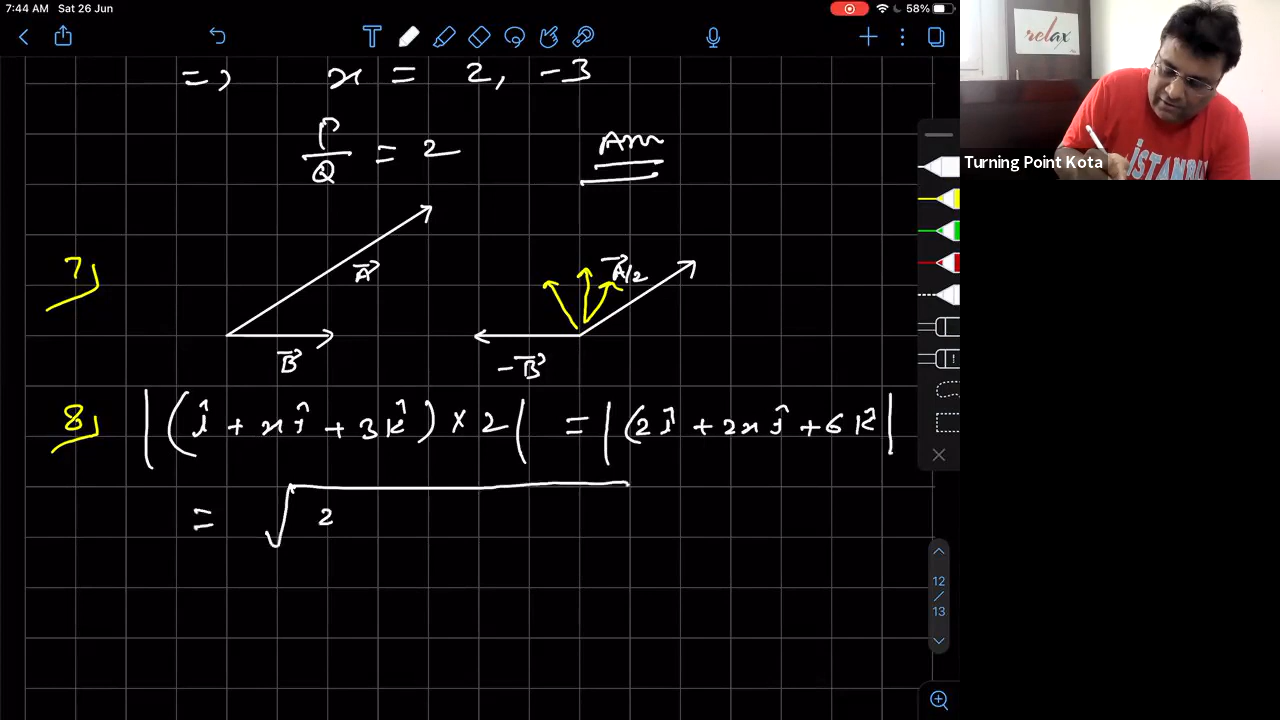 7:44 AM Sat 26 Jun
58%
relax
=> x = 2, -3
P/Q = 2 Ans
Turning Point Kota
İSTANBUL
7)
A⃗
A⃗/2
B⃗
-B⃗
8) |(î + xĵ + 3k̂) × 2| = |(2î + 2xĵ + 6k̂|
= √2
12
/
13